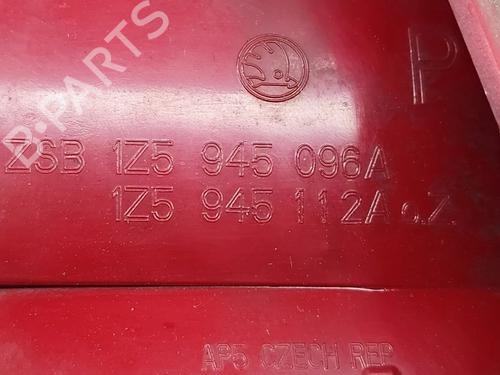 B-PARTS
P
ZSB 1Z5 945 096A
1Z5 945 112A g.Z
AP5 CZECH REP